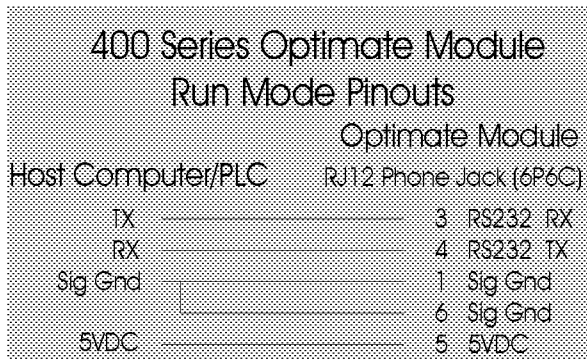 400 Series Optimate Module
Run Mode Pinouts
Optimate Module
Host Computer/PLC RJ12 Phone Jack (6P6C)
TX 3 RS232 RX
RX 4 RS232 TX
Sig Gnd 1 Sig Gnd
6 Sig Gnd
5VDC 5 5VDC